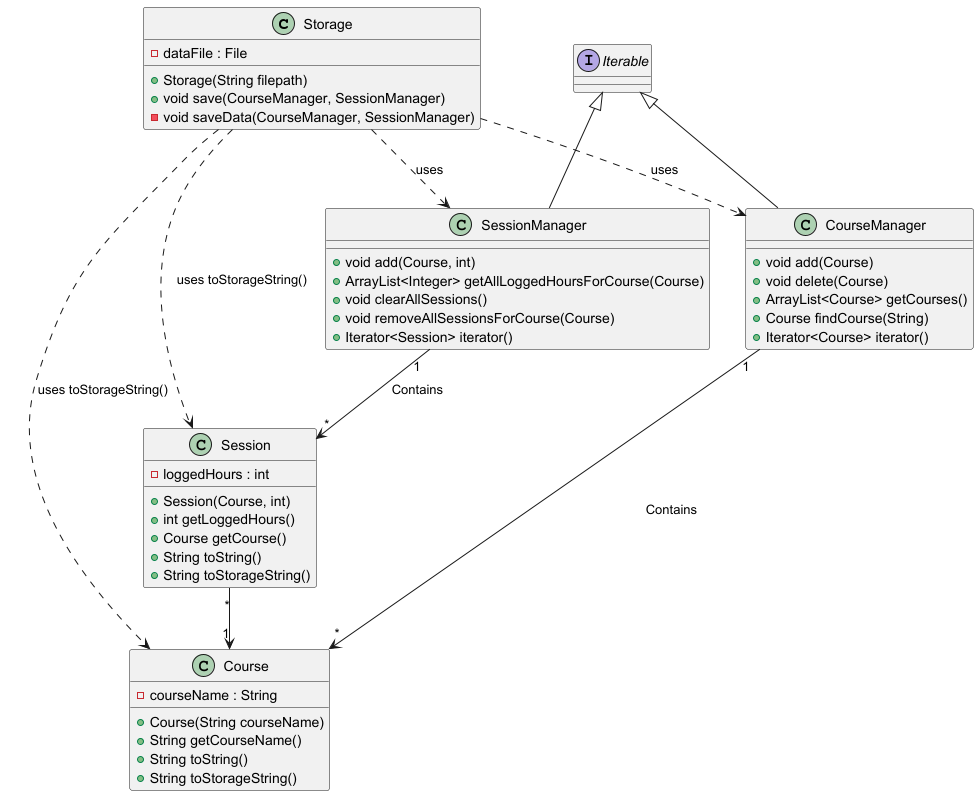 C Storage
dataFile : File
Storage(String filepath)
void save(CourseManager, SessionManager)
void saveData(CourseManager, SessionManager)
I Iterable
uses
uses
C SessionManager
void add(Course, int)
ArrayList<Integer> getAllLoggedHoursForCourse(Course)
void clearAllSessions()
void removeAllSessionsForCourse(Course)
Iterator<Session> iterator()
C CourseManager
void add(Course)
void delete(Course)
ArrayList<Course> getCourses()
Course findCourse(String)
Iterator<Course> iterator()
uses toStorageString()
uses toStorageString()
1
Contains
*
1
Contains
*
C Session
loggedHours : int
Session(Course, int)
int getLoggedHours()
Course getCourse()
String toString()
String toStorageString()
*
1
C Course
courseName : String
Course(String courseName)
String getCourseName()
String toString()
String toStorageString()